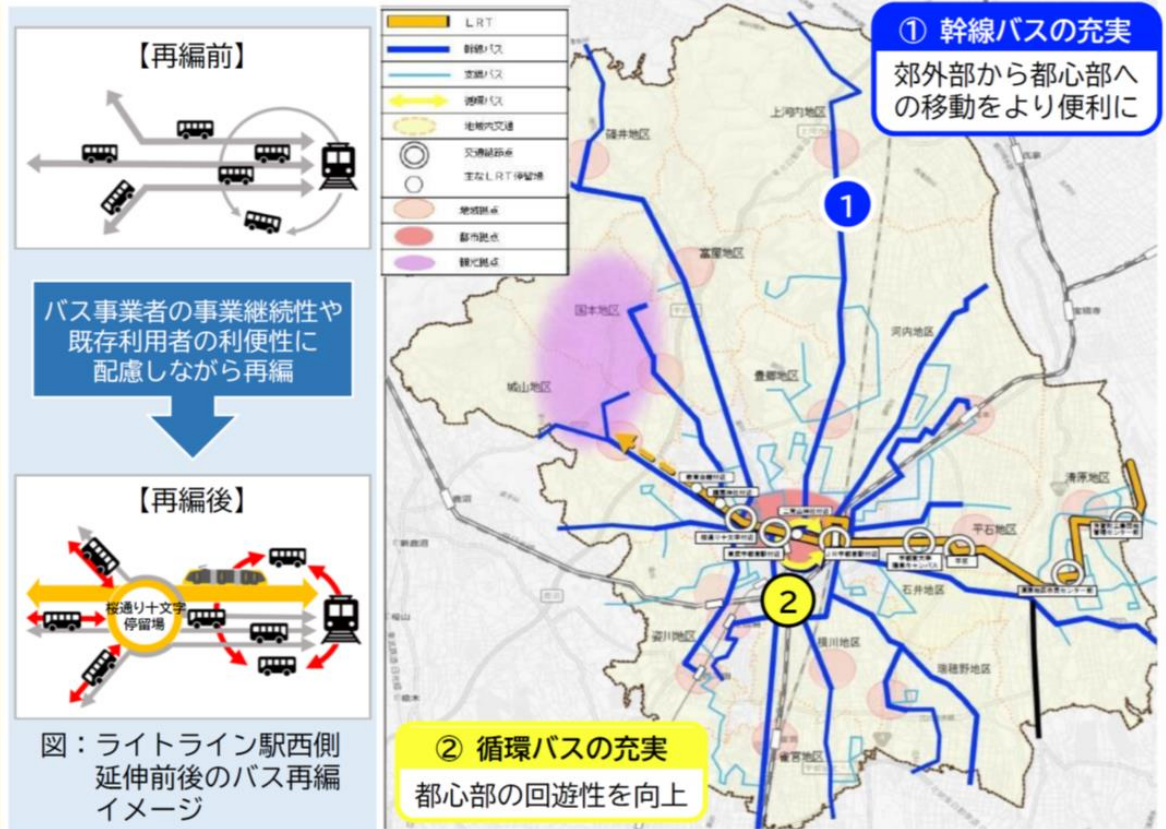 【再編前】
バス事業者の事業継続性や
既存利用者の利便性に
配慮しながら再編
【再編後】
桜通り十文字
停留場
図：ライトライン駅西側
延伸前後のバス再編
イメージ
LRT
幹線バス
支線バス
循環バス
地域内交通
交通結節点
主なLRT停留場
地域拠点
都市拠点
観光拠点
① 幹線バスの充実
郊外部から都心部へ
の移動をより便利に
1
上河内地区
篠井地区
富屋地区
国本地区
河内地区
豊郷地区
城山地区
清原地区
平石地区
石井地区
2
姿川地区
横川地区
瑞穂野地区
雀宮地区
② 循環バスの充実
都心部の回遊性を向上